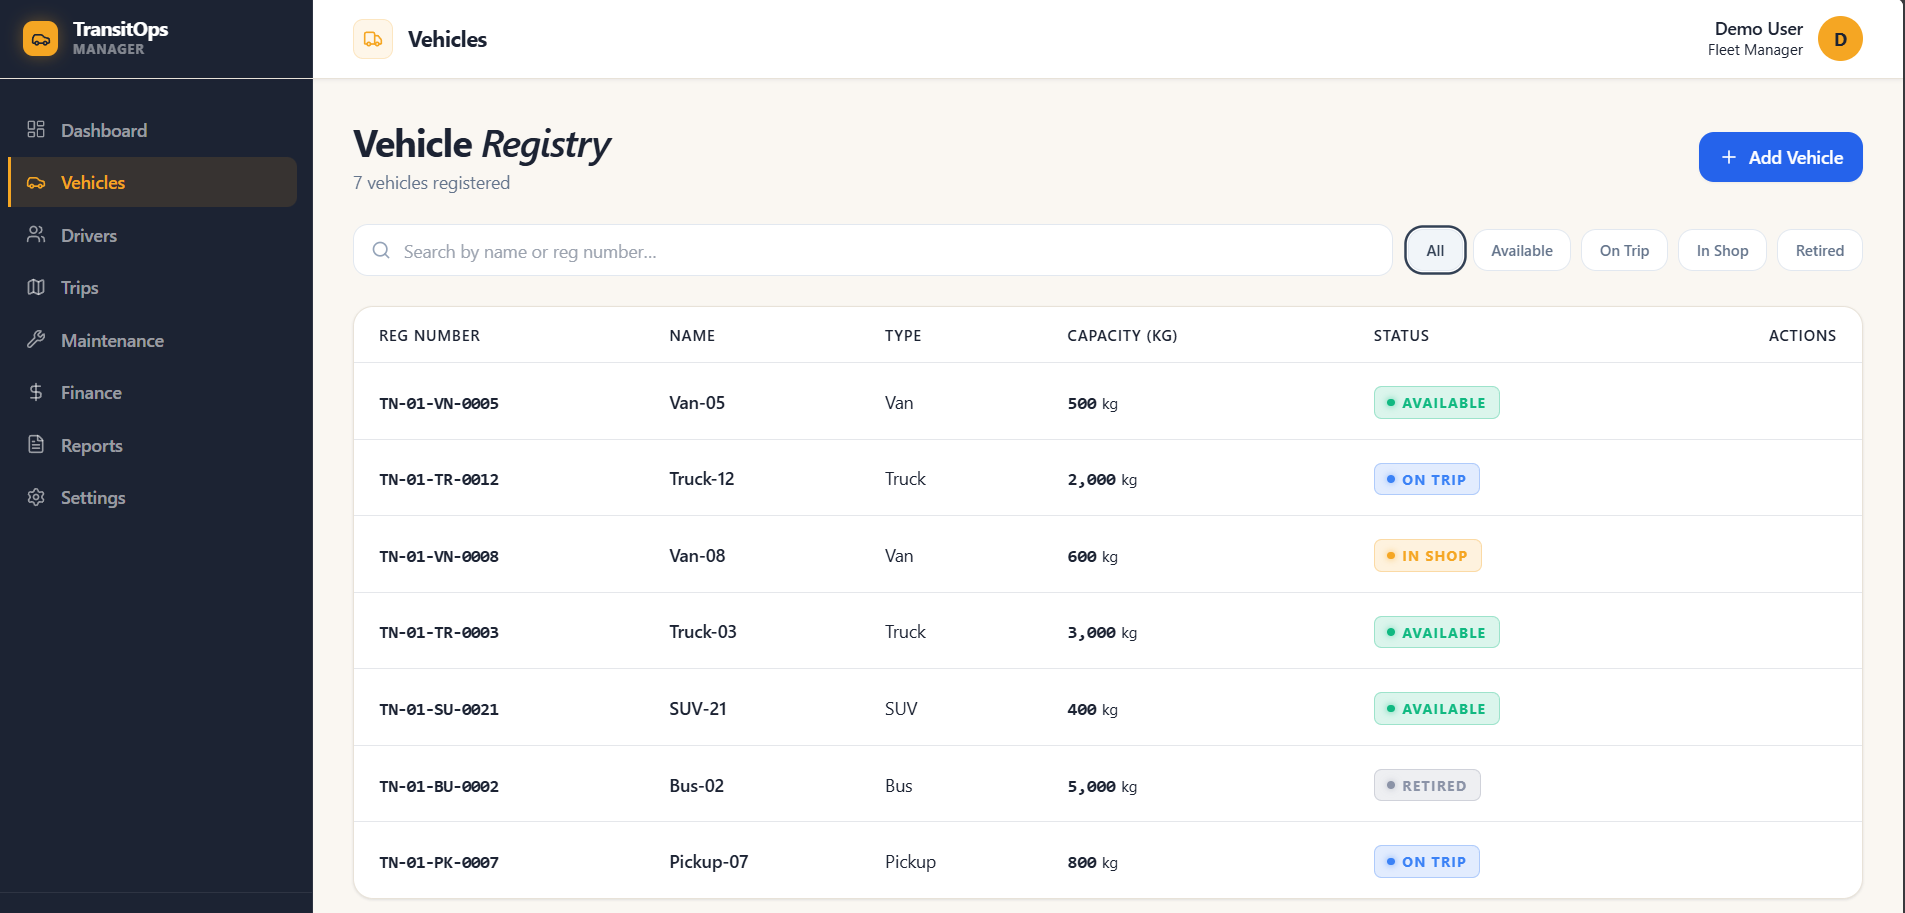 TransitOps
MANAGER
Dashboard
Vehicles
Drivers
Trips
Maintenance
Finance
Reports
Settings
Vehicles
Demo User
Fleet Manager
D
Vehicle Registry
7 vehicles registered
+ Add Vehicle
Search by name or reg number...
All
Available
On Trip
In Shop
Retired
REG NUMBER NAME TYPE CAPACITY (KG) STATUS ACTIONS
TN-01-VN-0005 Van-05 Van 500 kg AVAILABLE
TN-01-TR-0012 Truck-12 Truck 2,000 kg ON TRIP
TN-01-VN-0008 Van-08 Van 600 kg IN SHOP
TN-01-TR-0003 Truck-03 Truck 3,000 kg AVAILABLE
TN-01-SU-0021 SUV-21 SUV 400 kg AVAILABLE
TN-01-BU-0002 Bus-02 Bus 5,000 kg RETIRED
TN-01-PK-0007 Pickup-07 Pickup 800 kg ON TRIP